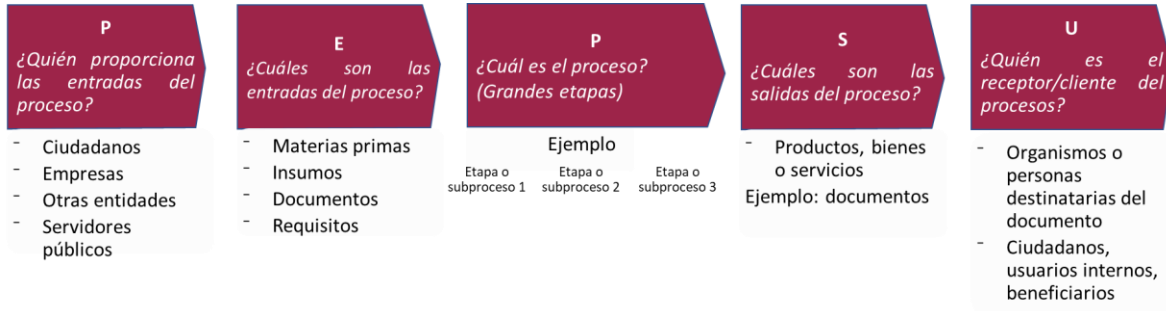 P
¿Quién proporciona
las entradas del
proceso?
- Ciudadanos
- Empresas
- Otras entidades
- Servidores
públicos
E
¿Cuáles son las
entradas del proceso?
- Materias primas
- Insumos
- Documentos
- Requisitos
P
¿Cuál es el proceso?
(Grandes etapas)
Ejemplo
Etapa o
subproceso 1
Etapa o
subproceso 2
Etapa o
subproceso 3
S
¿Cuáles son las
salidas del proceso?
- Productos, bienes
o servicios
Ejemplo: documentos
U
¿Quién es el
receptor/cliente del
procesos?
- Organismos o
personas
destinatarias del
documento
- Ciudadanos,
usuarios internos,
beneficiarios